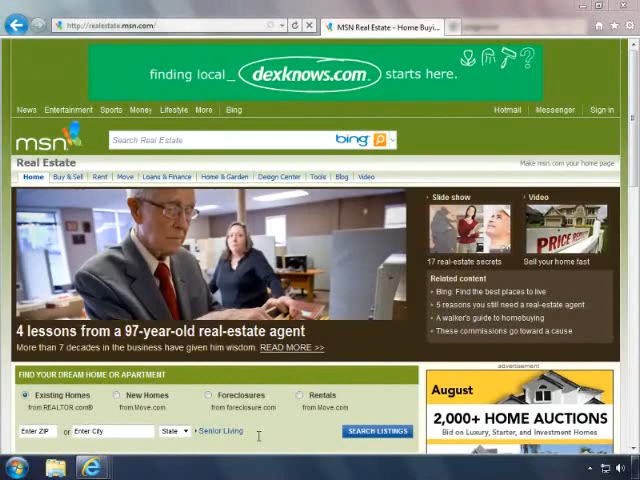 http://realestate.msn.com/
MSN Real Estate - Home Buyi...
finding local_ dexknows.com. starts here.
News Entertainment Sports Money Lifestyle More Bing Hotmail Messenger Sign In
msn
Search Real Estate
bing
Real Estate
Make msn.com your home page
Home Buy & Sell Rent Move Loans & Finance Home & Garden Design Center Tools Blog Video
Slide show
Video
PRICE
17 real-estate secrets
Sell your home fast
Related content
Bing: Find the best places to live
5 reasons you still need a real-estate agent
A walker's guide to homebuying
These commissions go toward a cause
4 lessons from a 97-year-old real-estate agent
More than 7 decades in the business have given him wisdom. READ MORE >>
advertisement
FIND YOUR DREAM HOME OR APARTMENT
Existing Homes New Homes Foreclosures Rentals
from REALTOR.com® from Move.com from foreclosure.com from Move.com
Enter ZIP or Enter City State Senior Living SEARCH LISTINGS
August
2,000+ HOME AUCTIONS
Bid on Luxury, Starter, and Investment Homes